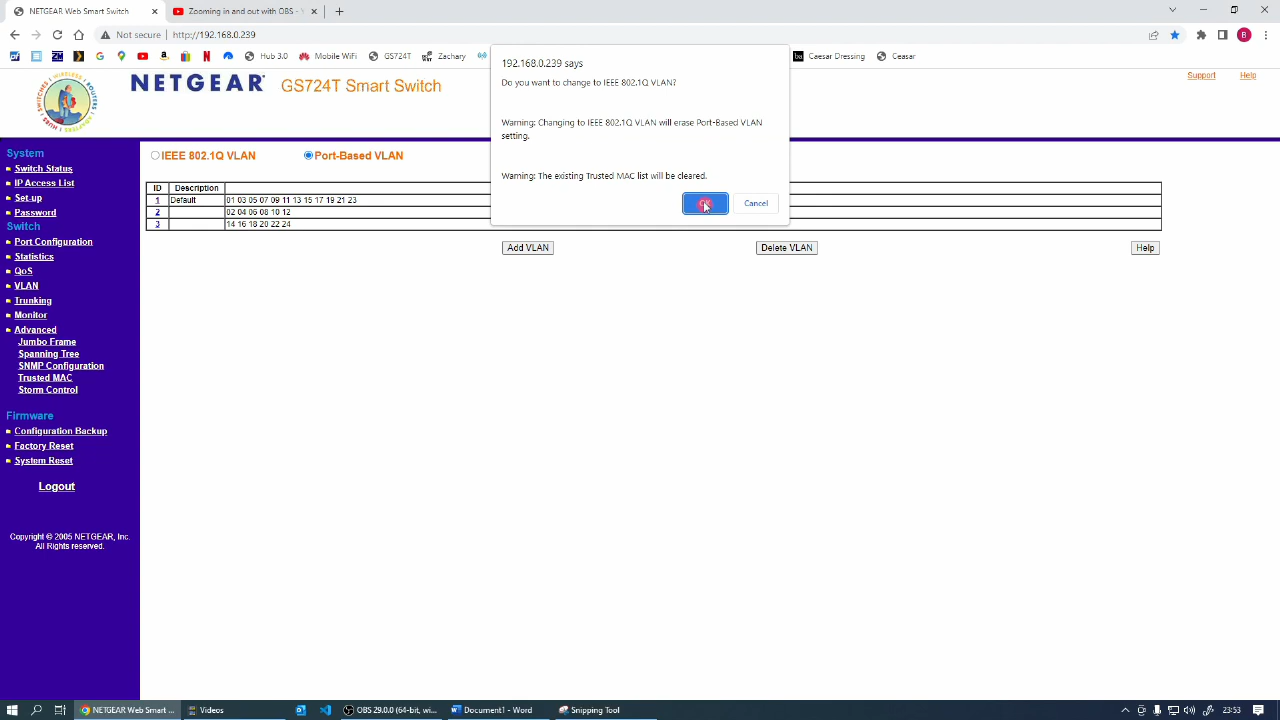 NETGEAR Web Smart Switch
Zooming in and out with OBS - Y
Not secure
http://192.168.0.239
Hub 3.0
Mobile WiFi
GS724T
Zachary
Caesar Dressing
Geasar
192.168.0.239 says
Do you want to change to IEEE 802.1Q VLAN?
Warning: Changing to IEEE 802.1Q VLAN will erase Port-Based VLAN
setting.
Warning: The existing Trusted MAC list will be cleared.
OK
Cancel
NETGEAR
GS724T Smart Switch
Support
Help
System
Switch Status
IP Access List
Set-up
Password
Switch
Port Configuration
Statistics
QoS
VLAN
Trunking
Monitor
Advanced
Jumbo Frame
Spanning Tree
SNMP Configuration
Trusted MAC
Storm Control
Firmware
Configuration Backup
Factory Reset
System Reset
Logout
Copyright © 2005 NETGEAR, Inc.
All Rights reserved.
IEEE 802.1Q VLAN
Port-Based VLAN
ID Description
1 Default 01 03 05 07 09 11 13 15 17 19 21 23
2 02 04 06 08 10 12
3 14 16 18 20 22 24
Add VLAN
Delete VLAN
Help
NETGEAR Web Smart ...
Videos
OBS 29.0.0 (64-bit, wi...
Document1 - Word
Snipping Tool
23:53